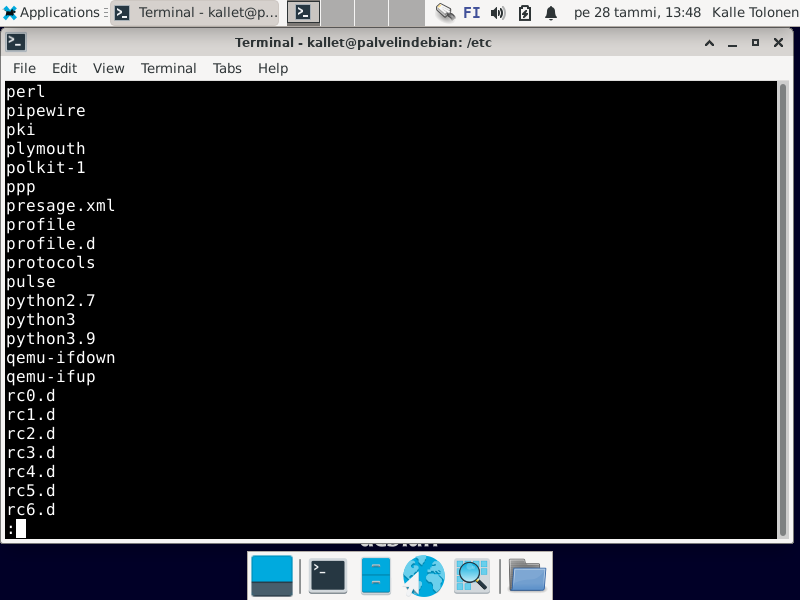 Applications Terminal - kallet@p... FI pe 28 tammi, 13:48 Kalle Tolonen
Terminal - kallet@palvelindebian: /etc
File Edit View Terminal Tabs Help
perl
pipewire
pki
plymouth
polkit-1
ppp
presage.xml
profile
profile.d
protocols
pulse
python2.7
python3
python3.9
qemu-ifdown
qemu-ifup
rc0.d
rc1.d
rc2.d
rc3.d
rc4.d
rc5.d
rc6.d
: